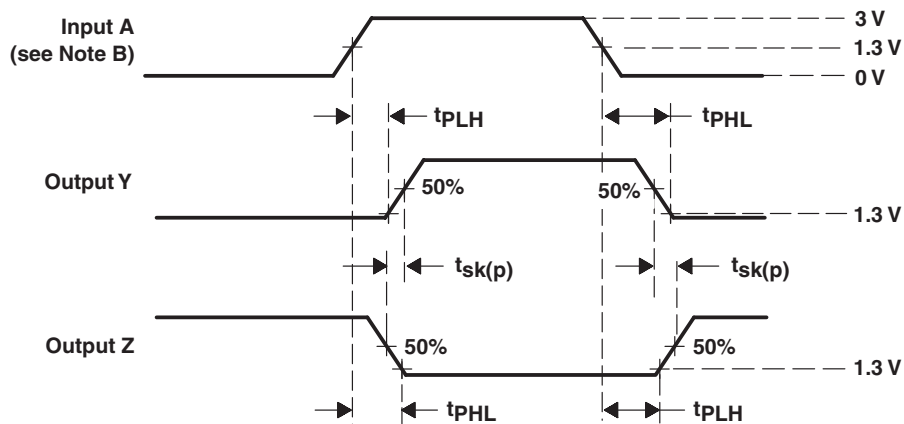 Input A
(see Note B)
3 V
1.3 V
0 V
tPLH
tPHL
Output Y
50%
50%
1.3 V
tsk(p)
tsk(p)
Output Z
50%
50%
1.3 V
tPHL
tPLH